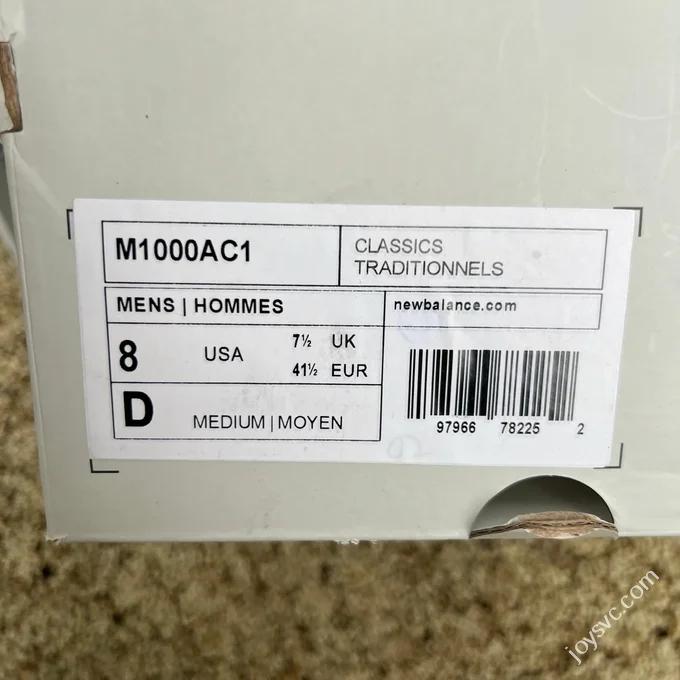 M1000AC1
CLASSICS
TRADITIONNELS
MENS | HOMMES
newbalance.com
8 USA 7½ UK
41½ EUR
D MEDIUM | MOYEN
97966 78225 2
joysvc.com